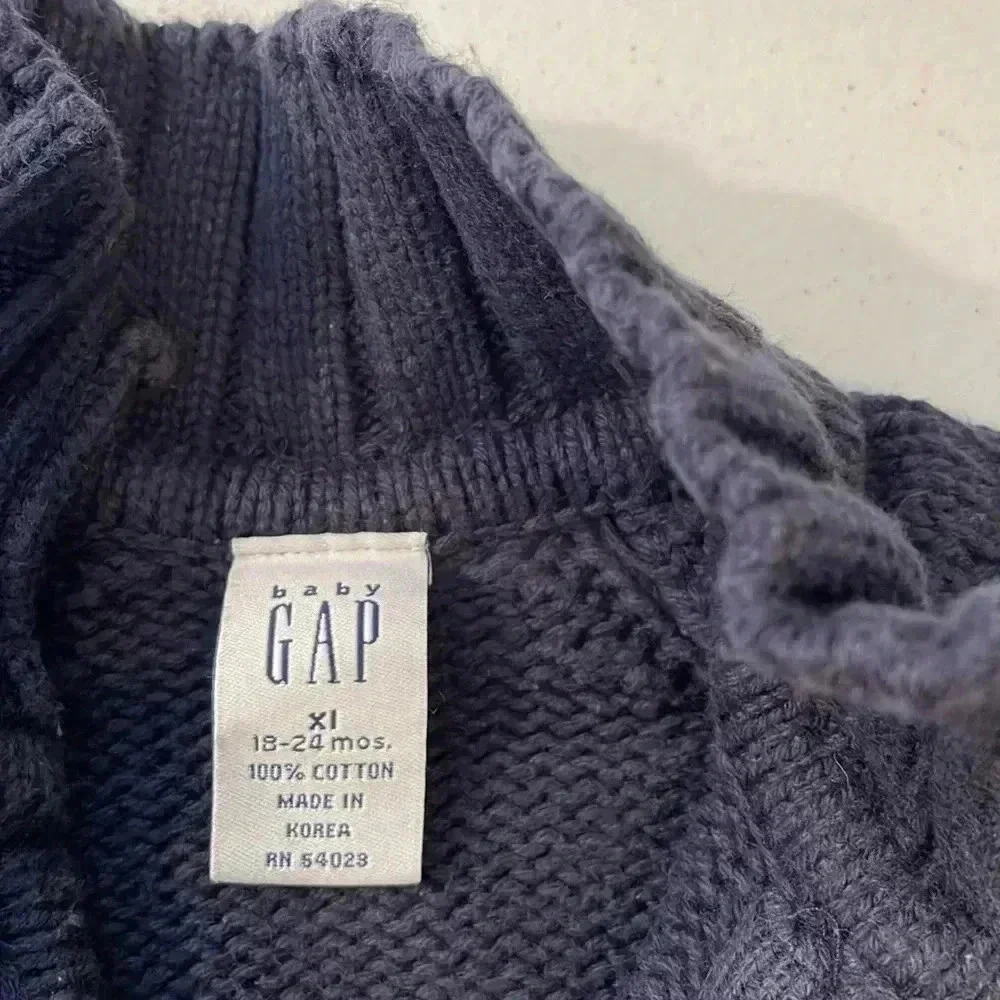 baby
GAP
xl
18-24 mos.
100% COTTON
MADE IN
KOREA
RN 54023